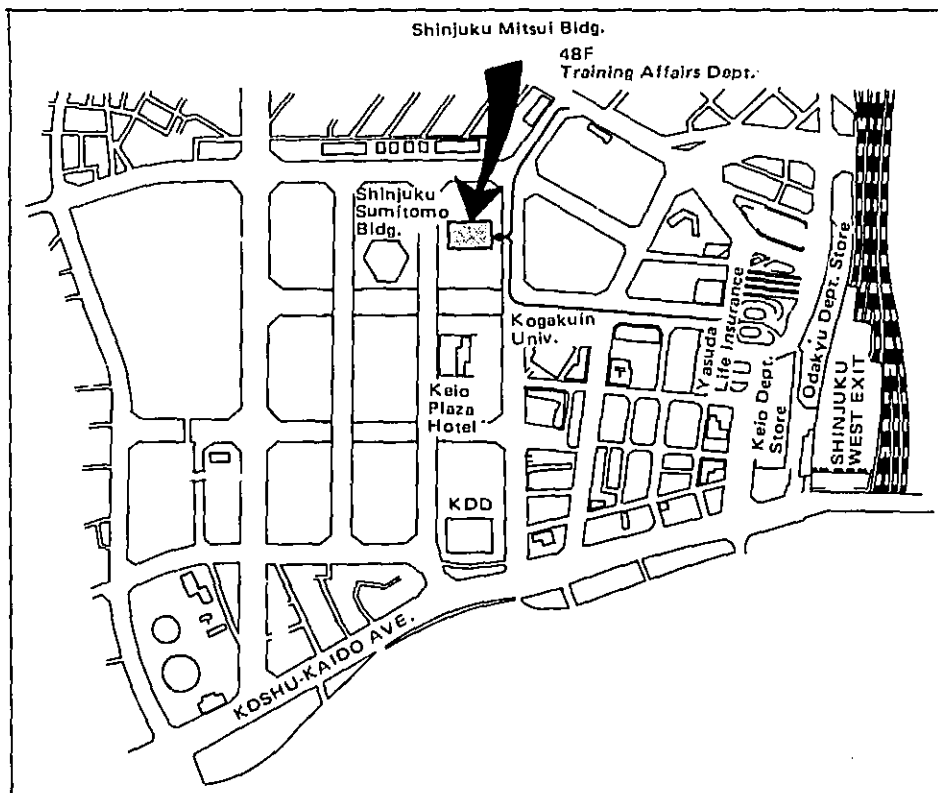 Shinjuku Mitsui Bldg.
48F
Training Affairs Dept.
Shinjuku
Sumitomo
Bldg.
Kogakuin
Univ.
Yasuda
Life Insurance
Odakyu Dept. Store
Keio Dept.
Store
SHINJUKU
WEST EXIT
Keio
Plaza
Hotel
KDD
KOSHU-KAIDO AVE.